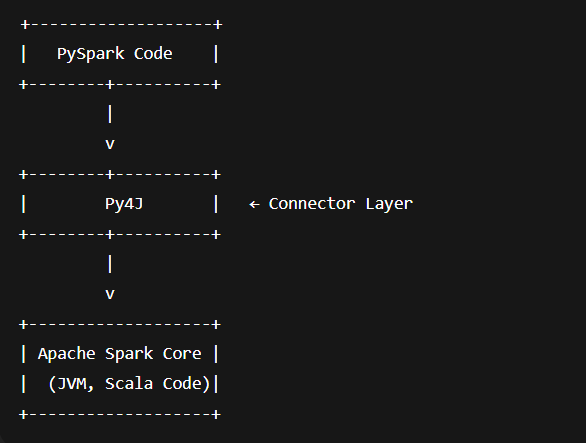 +-------------------+
|   PySpark Code    |
+--------+----------+
         |
         v
+--------+----------+
|        Py4J       |   ← Connector Layer
+--------+----------+
         |
         v
+-------------------+
| Apache Spark Core |
|  (JVM, Scala Code)|
+-------------------+